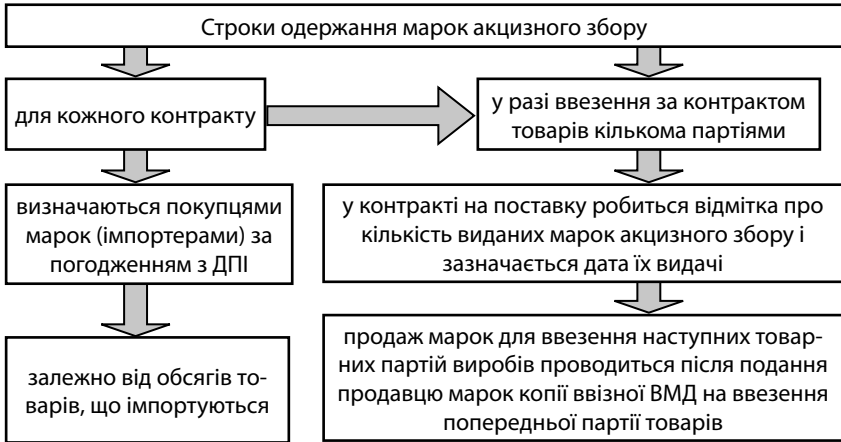 Строки одержання марок акцизного збору
для кожного контракту
у разі ввезення за контрактом
товарів кількома партіями
визначаються покупцями
марок (імпортерами) за
погодженням з ДПІ
у контракті на поставку робиться відмітка про
кількість виданих марок акцизного збору і
зазначається дата їх видачі
залежно від обсягів то-
варів, що імпортуються
продаж марок для ввезення наступних товар-
них партій виробів проводиться після подання
продавцю марок копії ввізної ВМД на ввезення
попередньої партії товарів